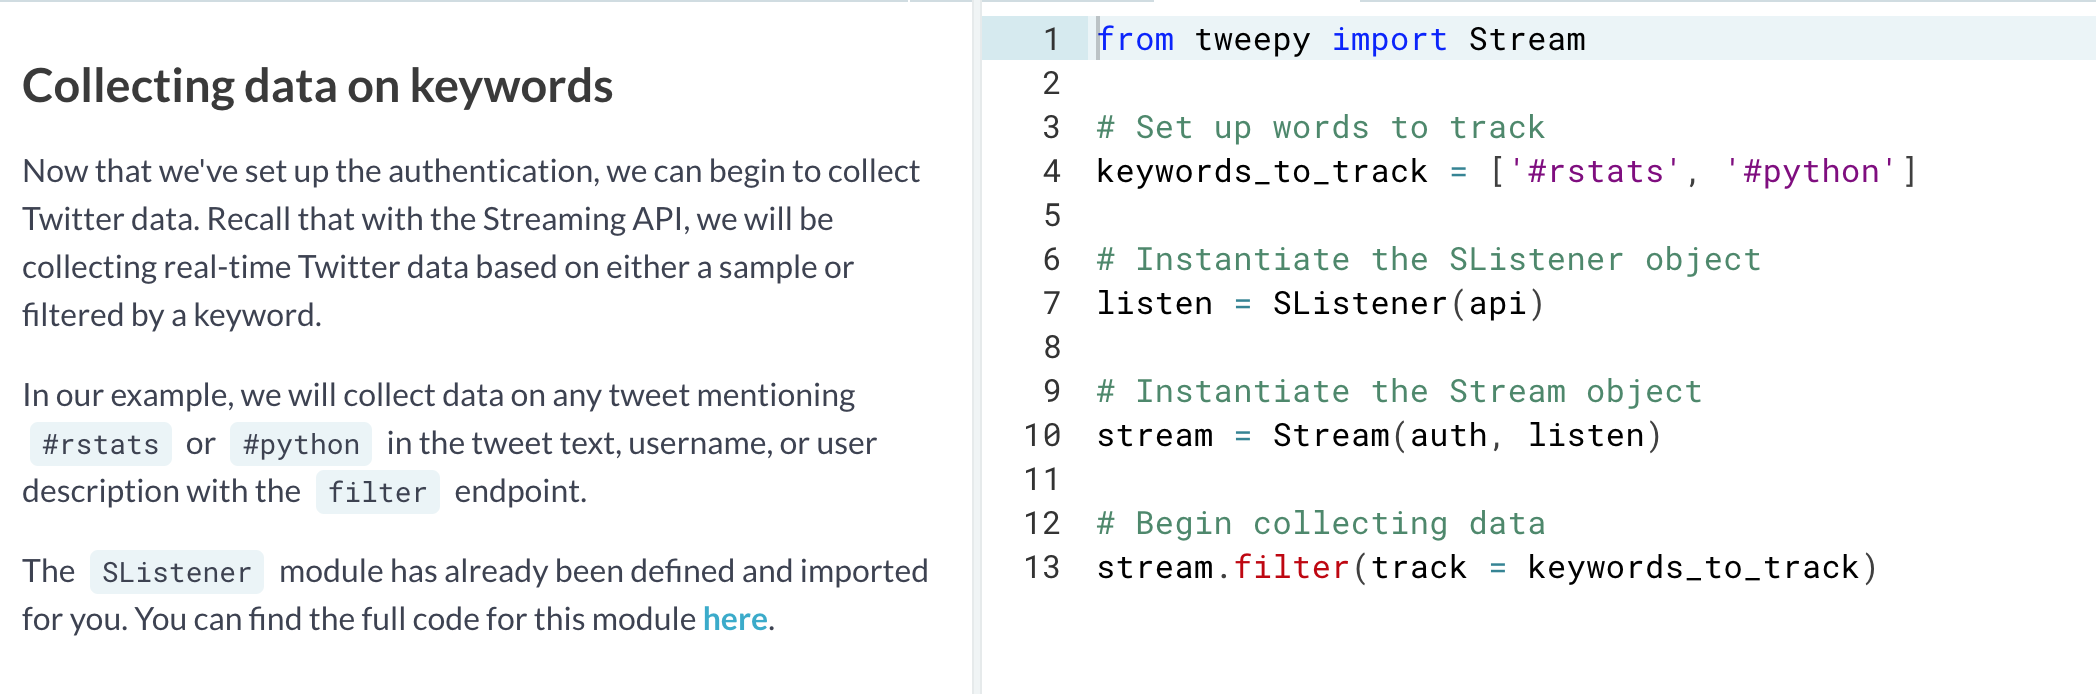 Collecting data on keywords
Now that we've set up the authentication, we can begin to collect
Twitter data. Recall that with the Streaming API, we will be
collecting real-time Twitter data based on either a sample or
filtered by a keyword.
In our example, we will collect data on any tweet mentioning
#rstats or #python in the tweet text, username, or user
description with the filter endpoint.
The SListener module has already been defined and imported
for you. You can find the full code for this module here.
1 from tweepy import Stream
2
3 # Set up words to track
4 keywords_to_track = ['#rstats', '#python']
5
6 # Instantiate the SListener object
7 listen = SListener(api)
8
9 # Instantiate the Stream object
10 stream = Stream(auth, listen)
11
12 # Begin collecting data
13 stream.filter(track = keywords_to_track)